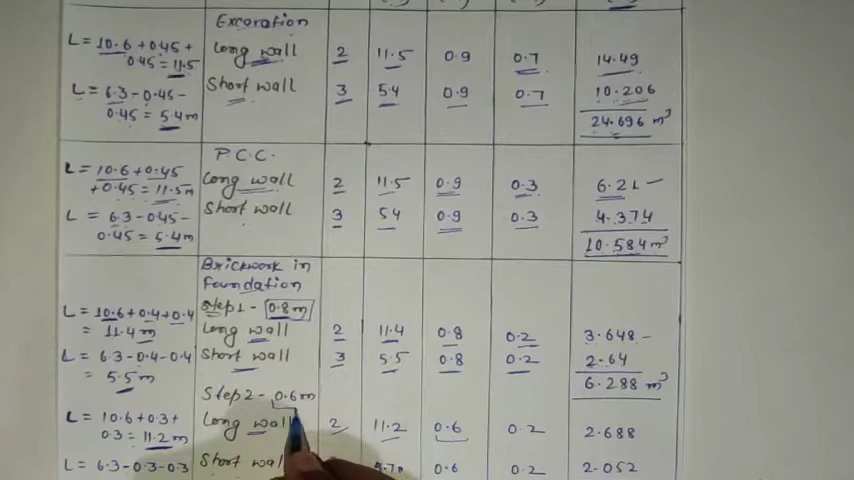 Excaration
L = 10.6 + 0.45 +
0.45 = 11.5
Long wall 2 11.5 0.9 0.7 14.49
L = 6.3 - 0.45 -
0.45 = 5.4m
Short wall 3 5.4 0.9 0.7 10.206
24.696 m³
P.C.C.
L = 10.6 + 0.45
+0.45 = 11.5m
Long wall 2 11.5 0.9 0.3 6.21
L = 6.3 - 0.45 -
0.45 = 5.4m
Short wall 3 5.4 0.9 0.3 4.374
10.584 m³
Brickwork in
Foundation
Step1 - 0.8m
L = 10.6 + 0.4 + 0.4
= 11.4 m
Long wall 2 11.4 0.8 0.2 3.648
L = 6.3 - 0.4 - 0.4
= 5.5m
Short wall 3 5.5 0.8 0.2 2.64
6.288 m³
Step2 - 0.6m
L = 10.6 + 0.3 +
0.3 = 11.2 m
Long wall 2 11.2 0.6 0.2 2.688
L = 6.3 - 0.3 - 0.3
Short 0.6 0.2 2.052